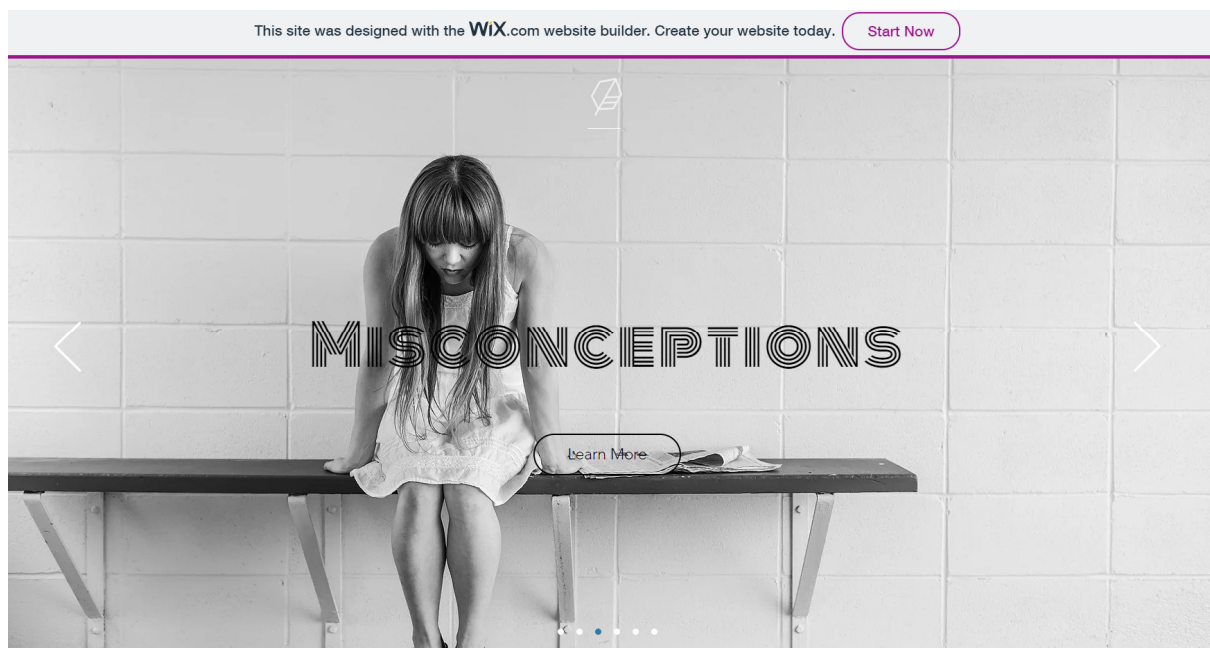 This site was designed with the WiX.com website builder. Create your website today. Start Now
Misconceptions
Learn More